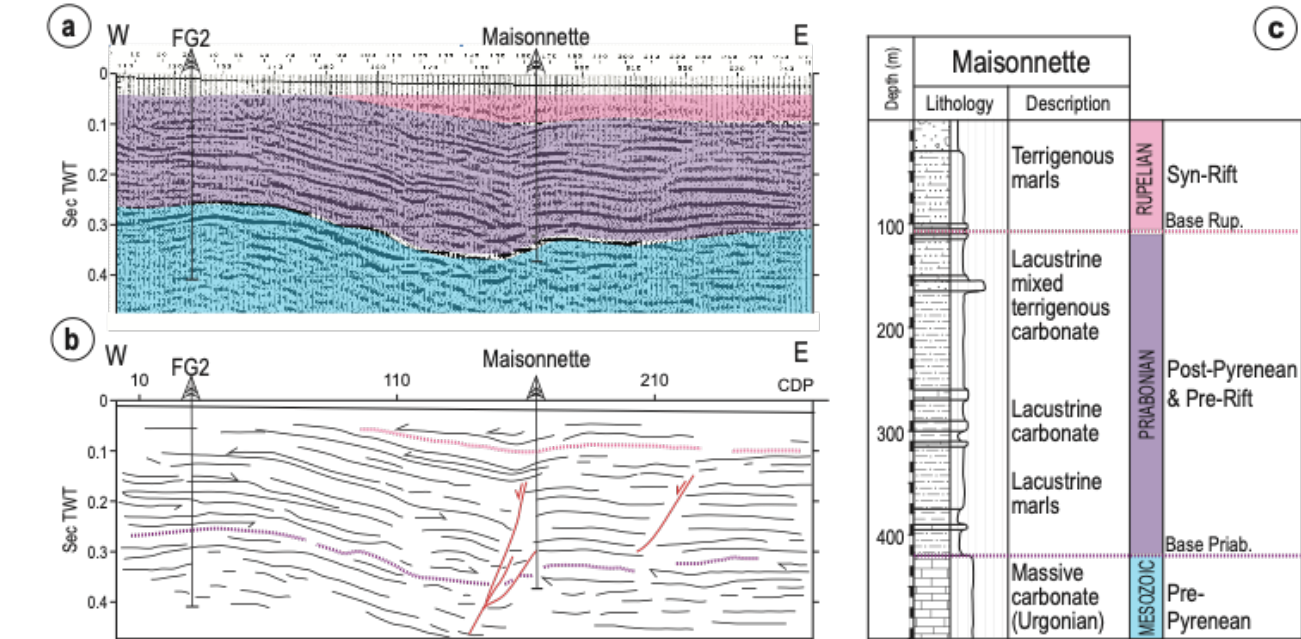 a
W
FG2
Maisonnette
E
0
0.1
0.2
0.3
0.4
Sec TWT
b
W
FG2
Maisonnette
E
10
110
210
CDP
0
0.1
0.2
0.3
0.4
Sec TWT
c
Depth (m)
Maisonnette
Lithology
Description
Terrigenous
marls
RUPELIAN
Syn-Rift
Base Rup.
100
Lacustrine
mixed
terrigenous
carbonate
200
PRIABONIAN
Post-Pyrenean
& Pre-Rift
Lacustrine
carbonate
300
Lacustrine
marls
400
Base Priab.
Massive
carbonate
(Urgonian)
MESOZOIC
Pre-
Pyrenean